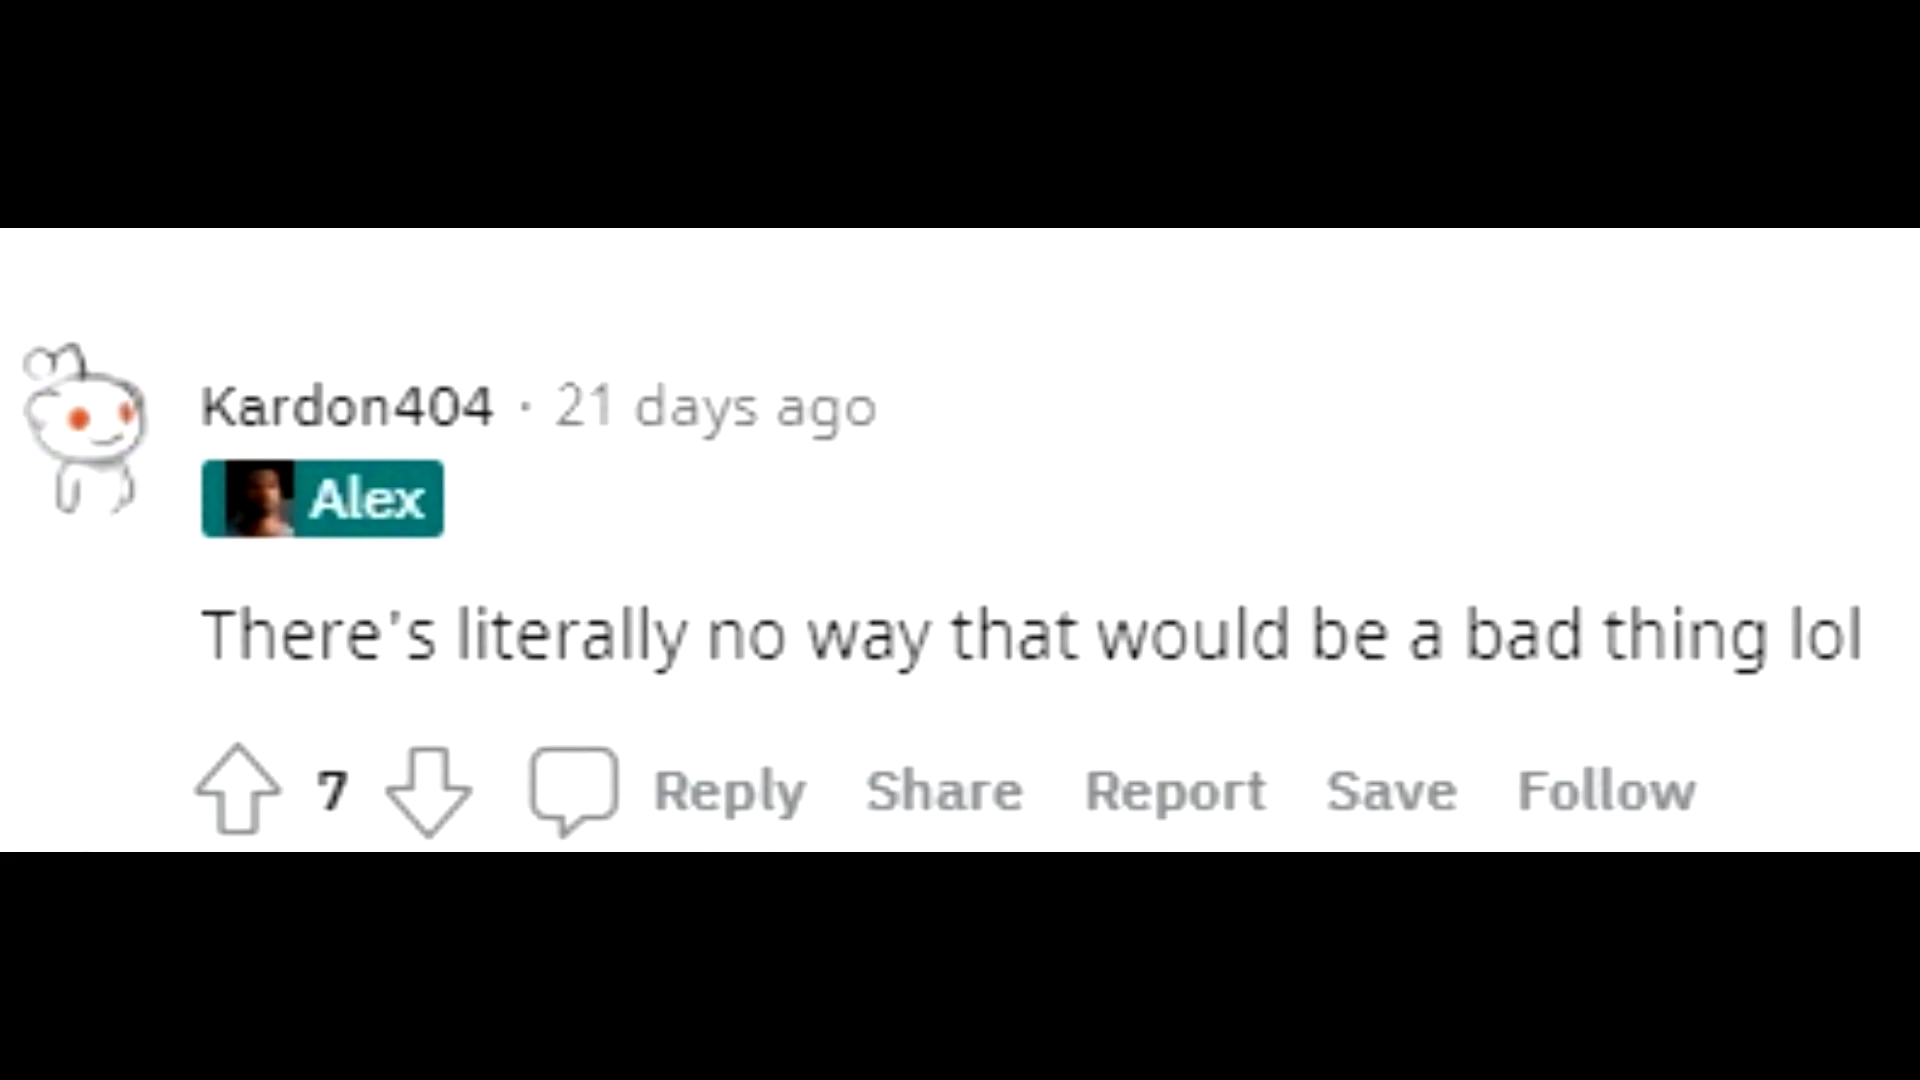 Kardon404 · 21 days ago
Alex
There's literally no way that would be a bad thing lol
7 Reply Share Report Save Follow